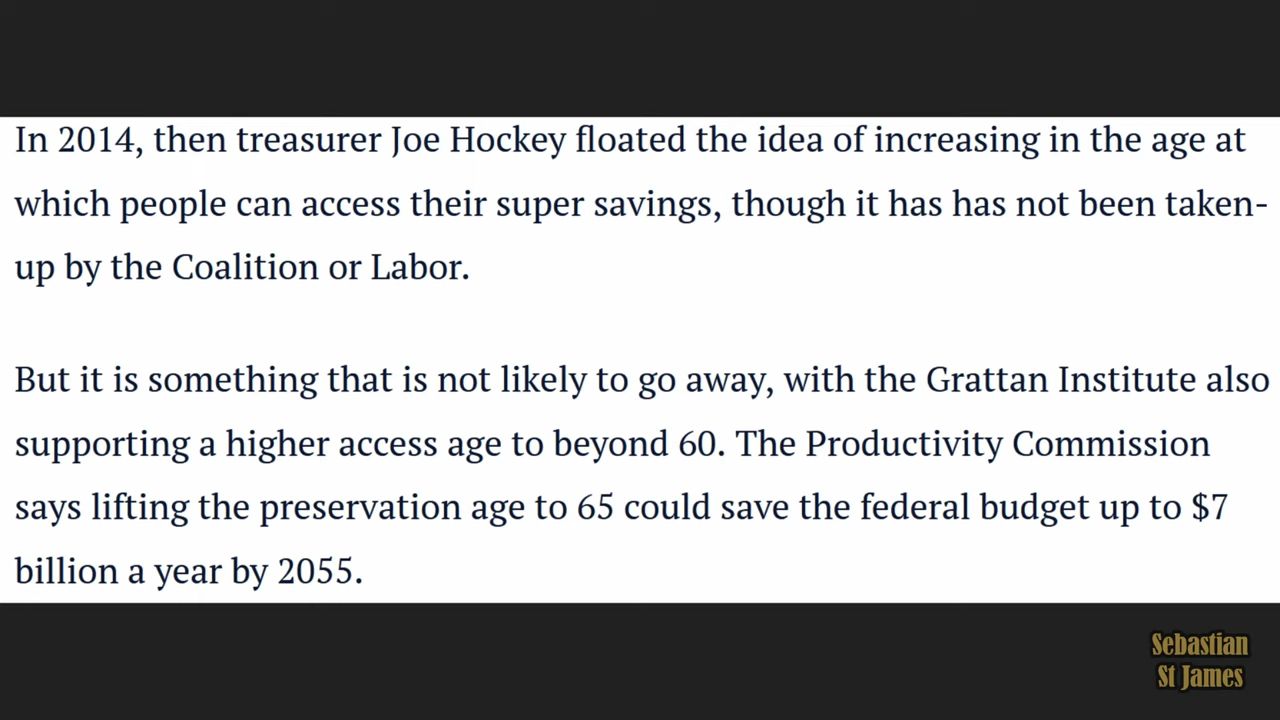 In 2014, then treasurer Joe Hockey floated the idea of increasing in the age at
which people can access their super savings, though it has has not been taken-
up by the Coalition or Labor.
But it is something that is not likely to go away, with the Grattan Institute also
supporting a higher access age to beyond 60. The Productivity Commission
says lifting the preservation age to 65 could save the federal budget up to $7
billion a year by 2055.
Sebastian
St James